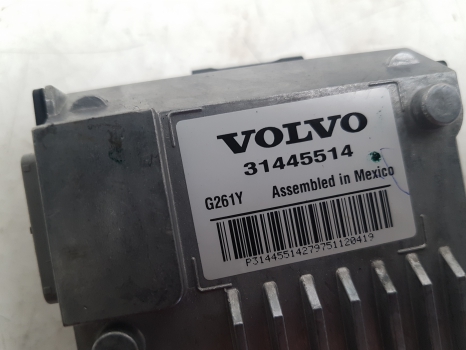 VOLVO
31445514
G261Y Assembled in Mexico
P31445514279751120419